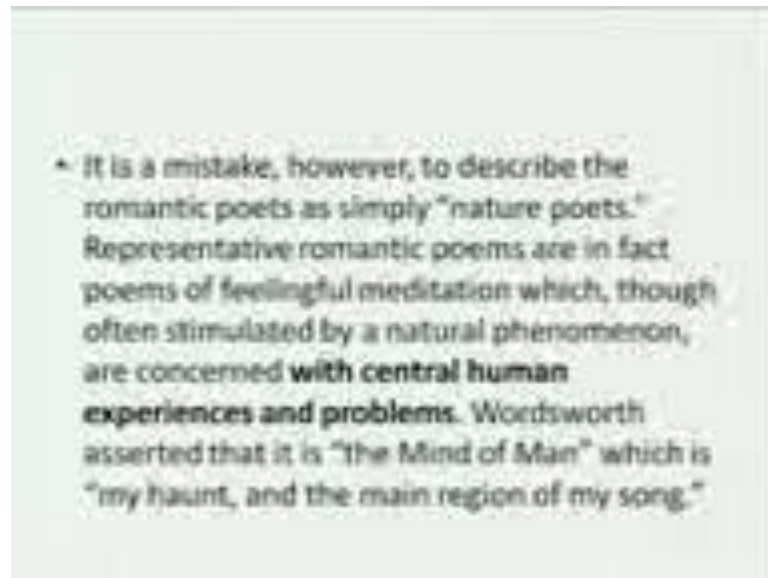 • It is a mistake, however, to describe the
romantic poets as simply "nature poets."
Representative romantic poems are in fact
poems of feelingful meditation which, though
often stimulated by a natural phenomenon,
are concerned with central human
experiences and problems. Wordsworth
asserted that it is "the Mind of Man" which is
"my haunt, and the main region of my song."